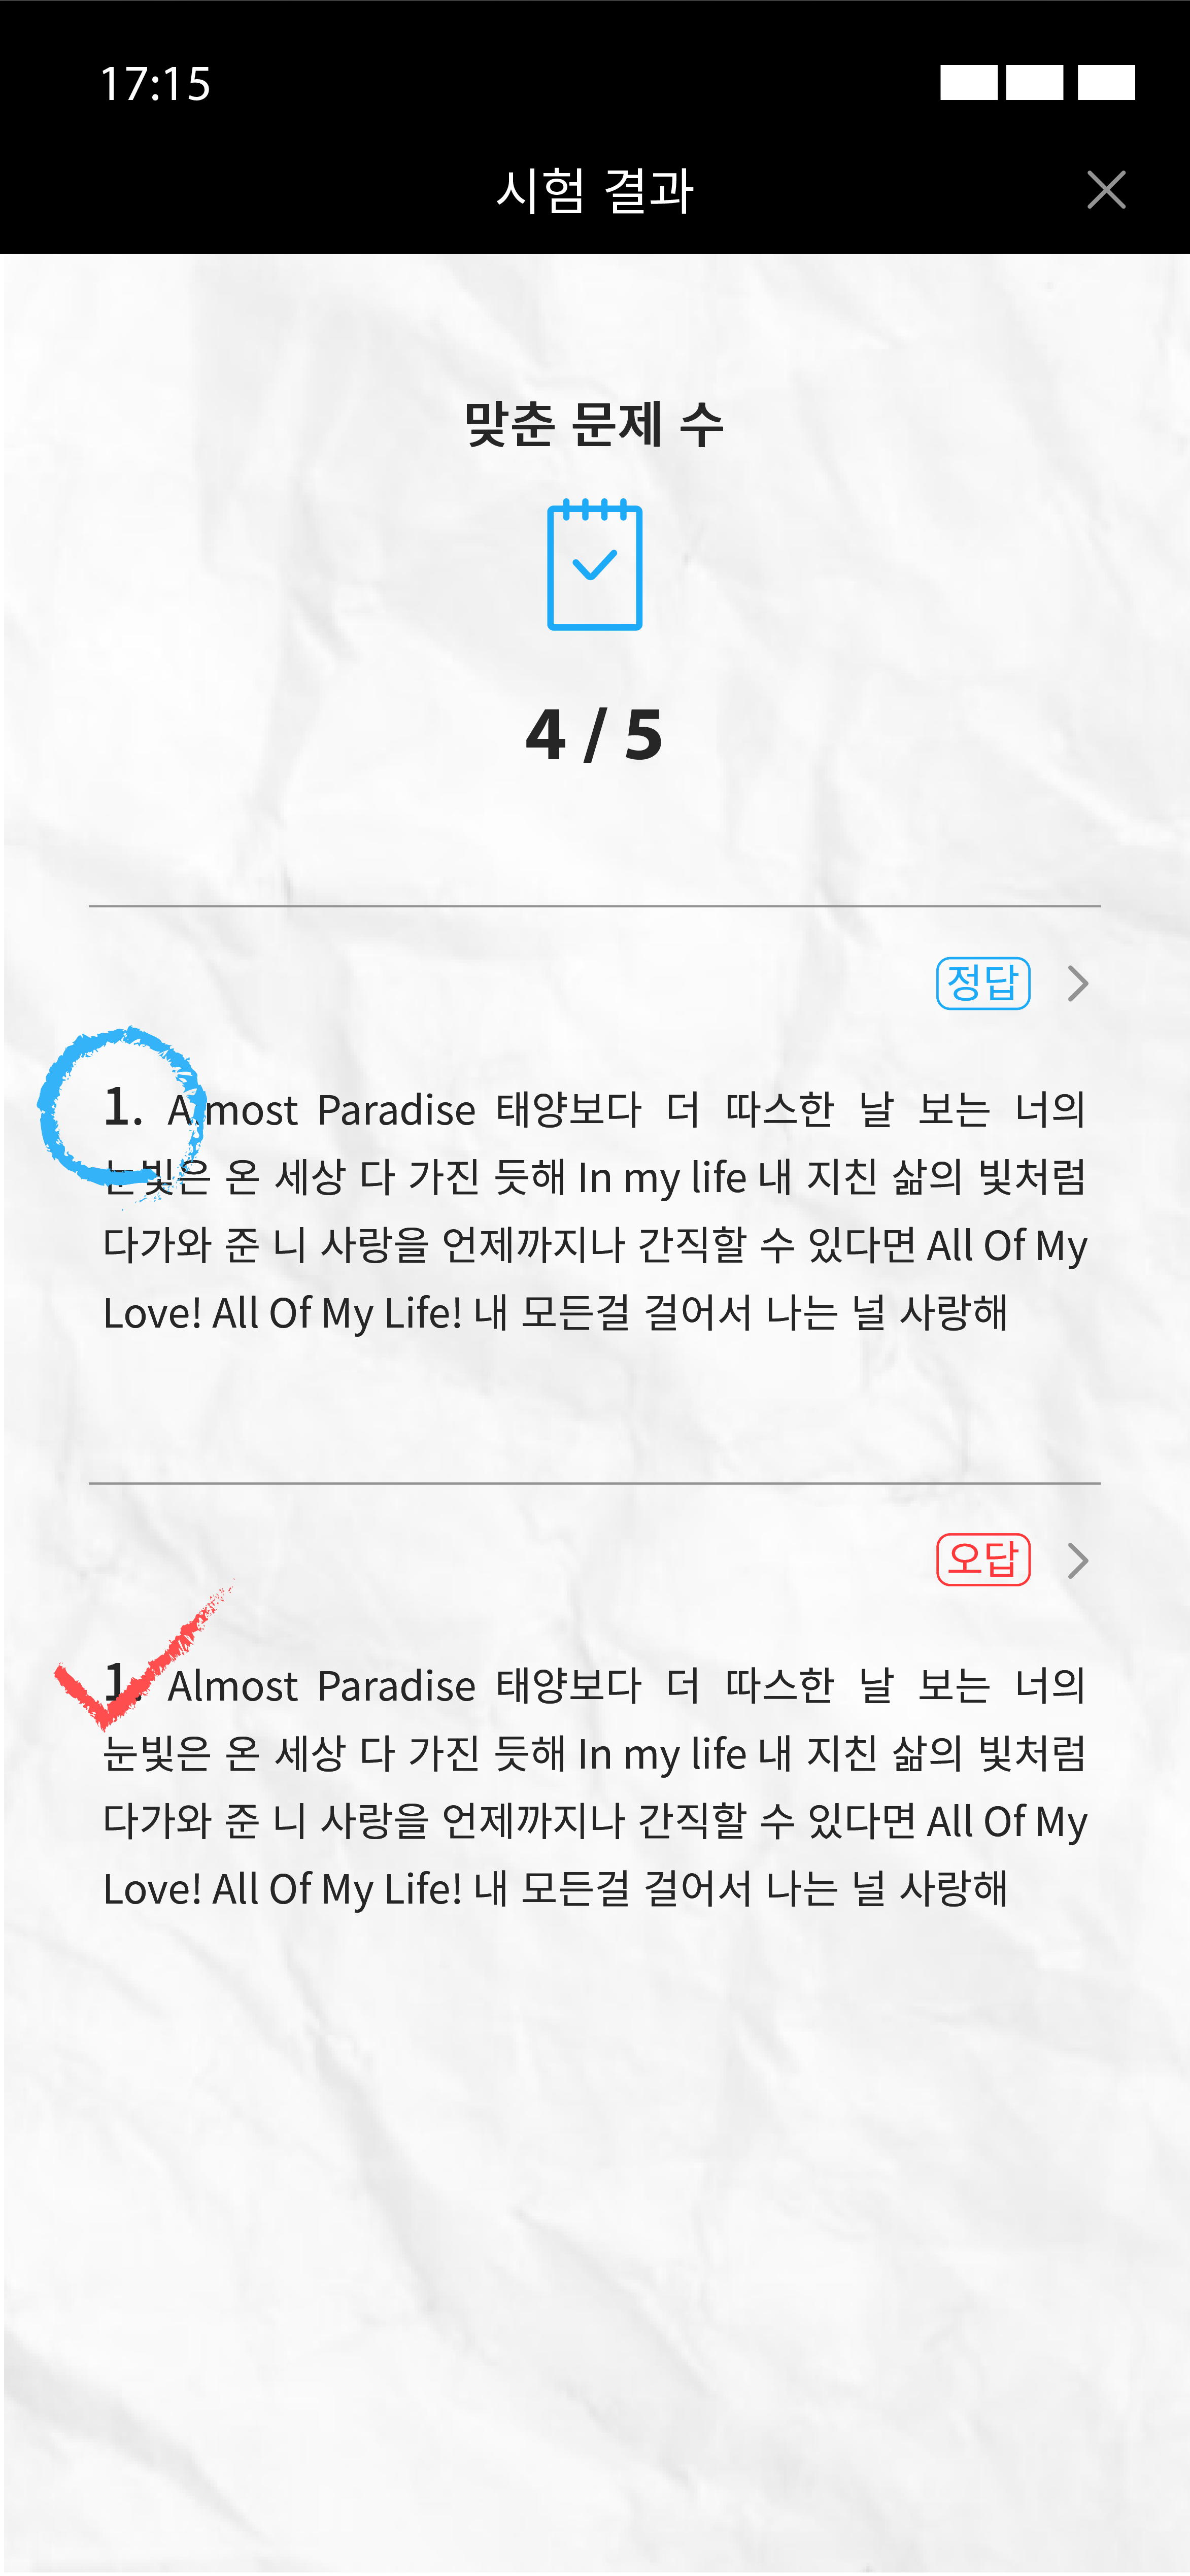 17:15
시험 결과
맞춘 문제 수
4 / 5
정답
1. Almost Paradise 태양보다 더 따스한 날 보는 너의
눈빛은 온 세상 다 가진 듯해 In my life 내 지친 삶의 빛처럼
다가와 준 니 사랑을 언제까지나 간직할 수 있다면 All Of My
Love! All Of My Life! 내 모든걸 걸어서 나는 널 사랑해
오답
1. Almost Paradise 태양보다 더 따스한 날 보는 너의
눈빛은 온 세상 다 가진 듯해 In my life 내 지친 삶의 빛처럼
다가와 준 니 사랑을 언제까지나 간직할 수 있다면 All Of My
Love! All Of My Life! 내 모든걸 걸어서 나는 널 사랑해